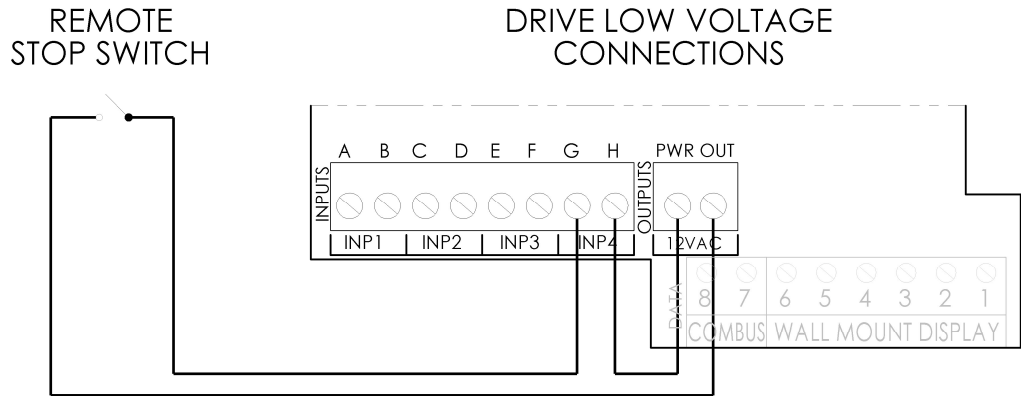 REMOTE
STOP SWITCH
DRIVE LOW VOLTAGE
CONNECTIONS
A B C D E F G H
PWR OUT
INPUTS
OUTPUTS
INP1 INP2 INP3 INP4
12VAC
DATA
8 7 6 5 4 3 2 1
COMBUS WALL MOUNT DISPLAY